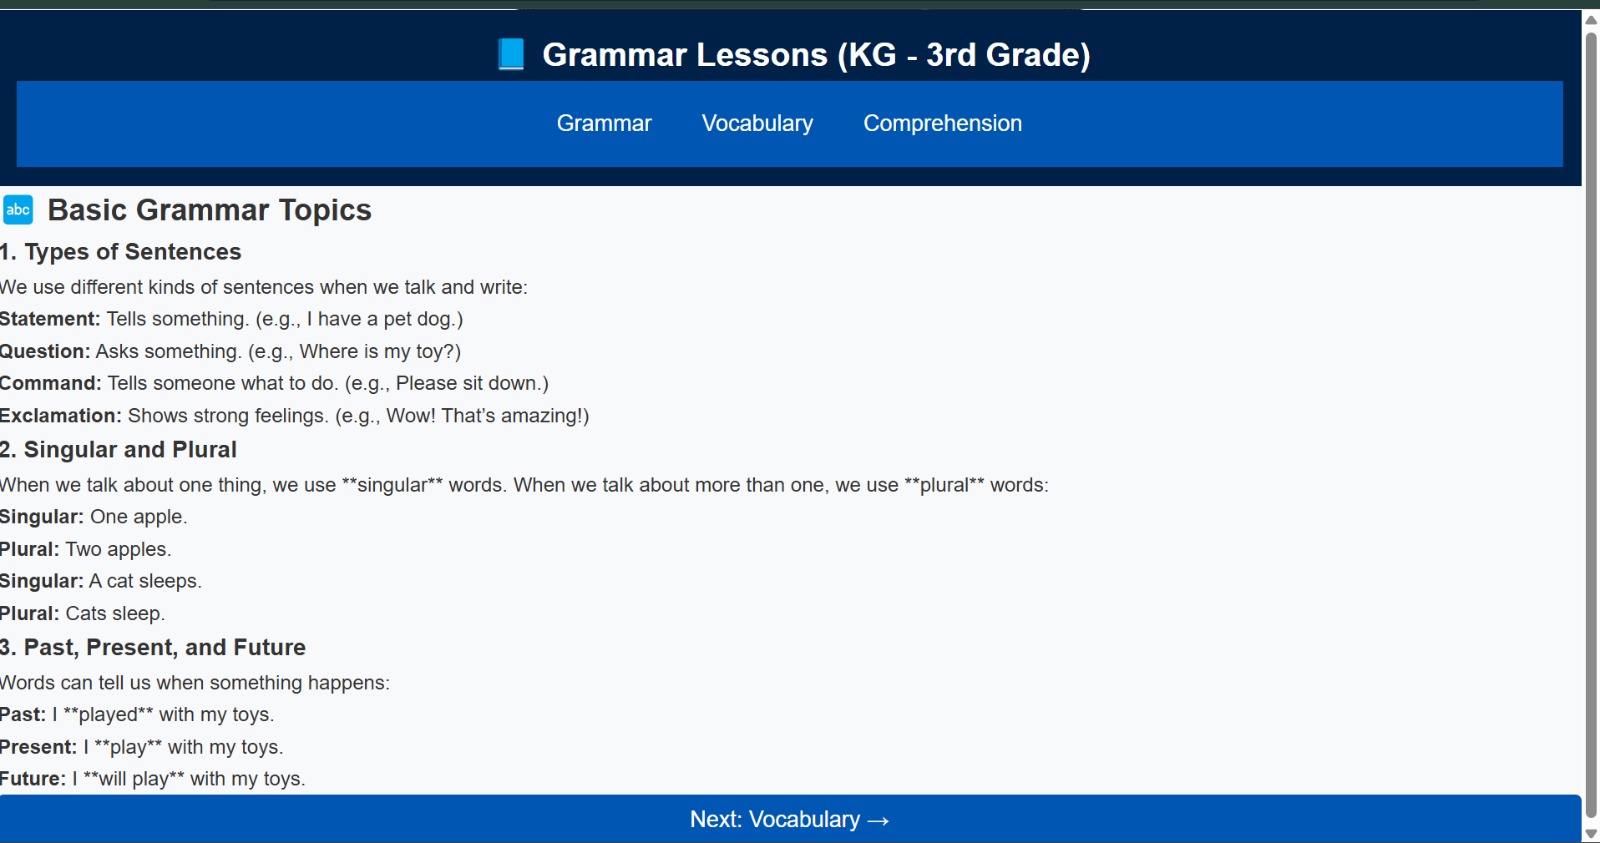 Grammar Lessons (KG - 3rd Grade)
Grammar Vocabulary Comprehension
abc Basic Grammar Topics
1. Types of Sentences
We use different kinds of sentences when we talk and write:
Statement: Tells something. (e.g., I have a pet dog.)
Question: Asks something. (e.g., Where is my toy?)
Command: Tells someone what to do. (e.g., Please sit down.)
Exclamation: Shows strong feelings. (e.g., Wow! That’s amazing!)
2. Singular and Plural
When we talk about one thing, we use **singular** words. When we talk about more than one, we use **plural** words:
Singular: One apple.
Plural: Two apples.
Singular: A cat sleeps.
Plural: Cats sleep.
3. Past, Present, and Future
Words can tell us when something happens:
Past: I **played** with my toys.
Present: I **play** with my toys.
Future: I **will play** with my toys.
Next: Vocabulary →